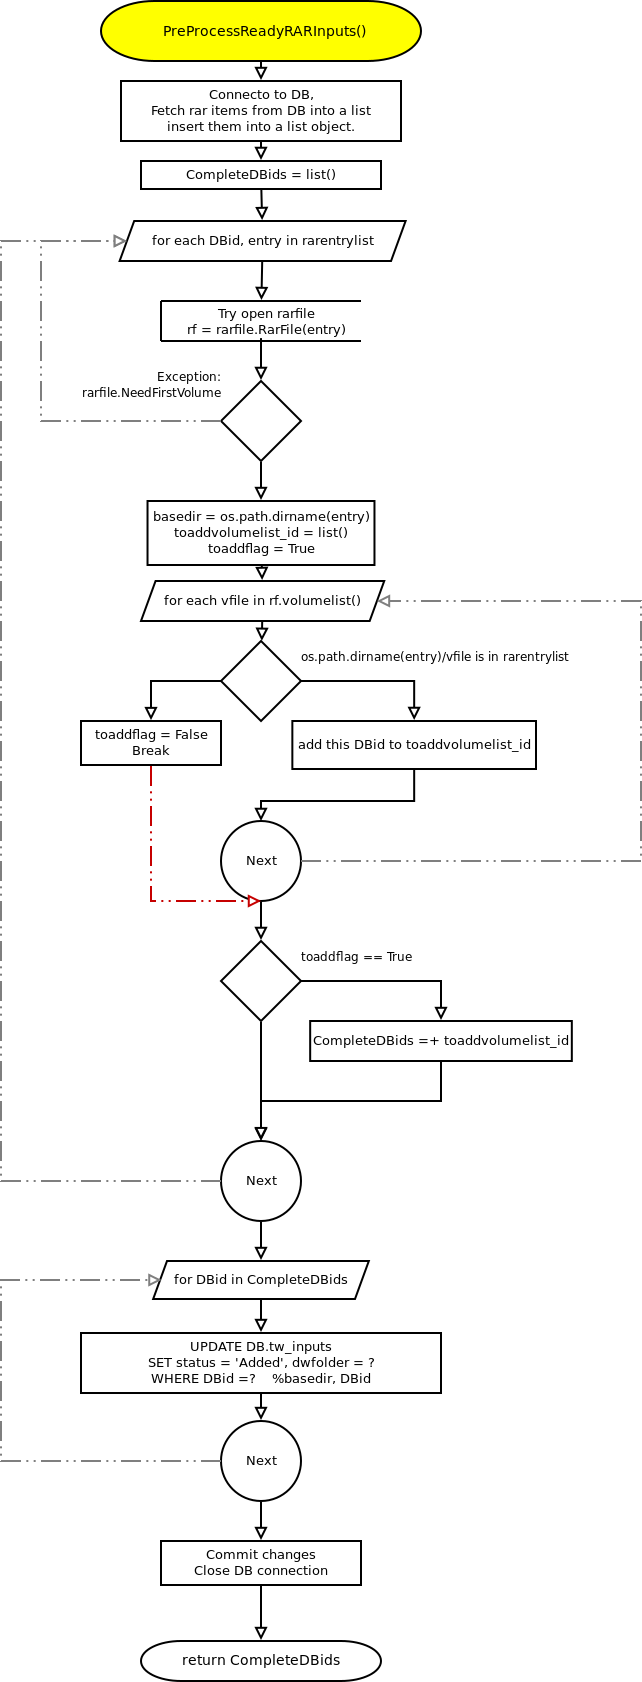 PreProcessReadyRARInputs()
Connecto to DB,
Fetch rar items from DB into a list
insert them into a list object.
CompleteDBids = list()
for each DBid, entry in rarentrylist
Try open rarfile
rf = rarfile.RarFile(entry)
Exception:
rarfile.NeedFirstVolume
basedir = os.path.dirname(entry)
toaddvolumelist_id = list()
toaddflag = True
for each vfile in rf.volumelist()
os.path.dirname(entry)/vfile is in rarentrylist
toaddflag = False
Break
add this DBid to toaddvolumelist_id
Next
toaddflag == True
CompleteDBids =+ toaddvolumelist_id
Next
for DBid in CompleteDBids
UPDATE DB.tw_inputs
SET status = 'Added', dwfolder = ?
WHERE DBid =?    %basedir, DBid
Next
Commit changes
Close DB connection
return CompleteDBids